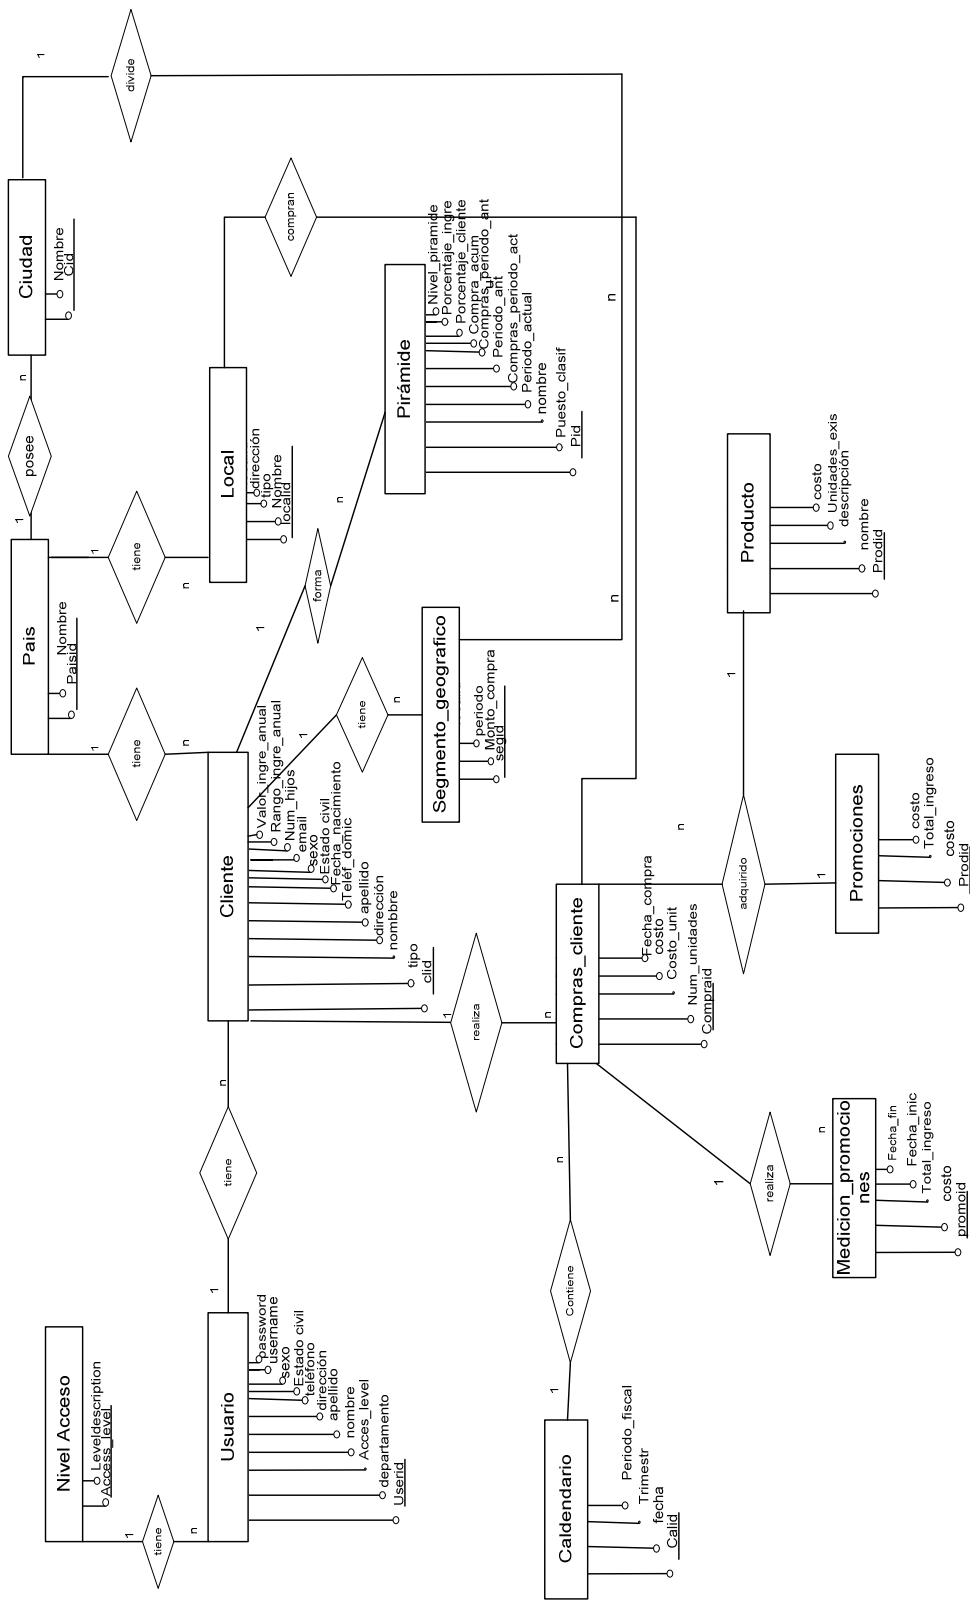 Nivel Acceso
Leveldescription
Access_level
1
tiene
n
Usuario
password
username
sexo
Estado civil
teléfono
dirección
apellido
nombre
Acces_level
departamento
Userid
1
tiene
n
Cliente
Valor_ingre_anual
Rango_ingre_anual
Num_hijos
email
sexo
Estado civil
Fecha_nacimiento
Teléf_domic
apellido
dirección
nombbre
tipo
clid
n
tiene
1
Pais
Nombre
Paisid
1
posee
n
Ciudad
Nombre
Cid
1
divide
n
1
tiene
n
Local
dirección
tipo
Nombre
localid
compran
n
1
forma
n
Pirámide
Nivel_piramide
Porcentaje_ingre
Porcentaje_cliente
Compra_acum
u
Compras_periodo_ant
Periodo_ant
Compras_periodo_act
Periodo_actual
nombre
Puesto_clasif
Pid
1
tiene
n
Segmento_geografico
periodo
Monto_compra
segid
1
realiza
n
Compras_cliente
Fecha_compra
costo
Costo_unit
Num_unidades
Compraid
n
adquirido
1
Producto
costo
Unidades_exis
descripción
nombre
Prodid
1
Promociones
costo
Total_ingreso
costo
Prodid
1
realiza
n
Medicion_promocio
nes
Fecha_fin
Fecha_inic
Total_ingreso
costo
promoid
n
Contiene
1
Caldendario
Periodo_fiscal
Trimestr
fecha
Calid